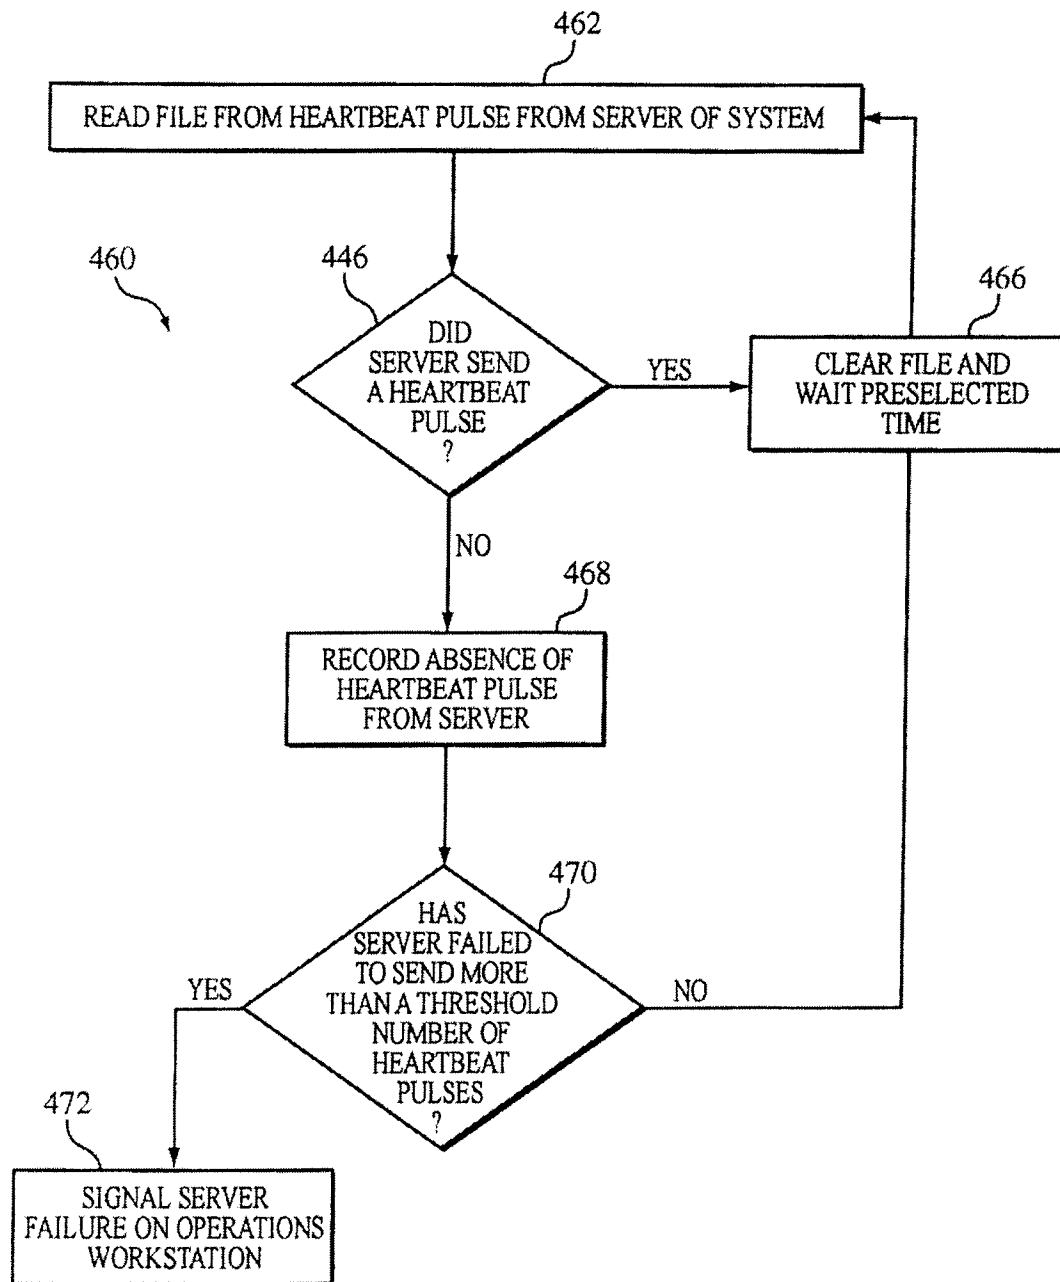 462
READ FILE FROM HEARTBEAT PULSE FROM SERVER OF SYSTEM
460
446
466
DID
SERVER SEND
A HEARTBEAT
PULSE
?
YES
CLEAR FILE AND
WAIT PRESELECTED
TIME
NO
468
RECORD ABSENCE OF
HEARTBEAT PULSE
FROM SERVER
470
HAS
SERVER FAILED
TO SEND MORE
THAN A THRESHOLD
NUMBER OF
HEARTBEAT
PULSES
?
YES
NO
472
SIGNAL SERVER
FAILURE ON OPERATIONS
WORKSTATION